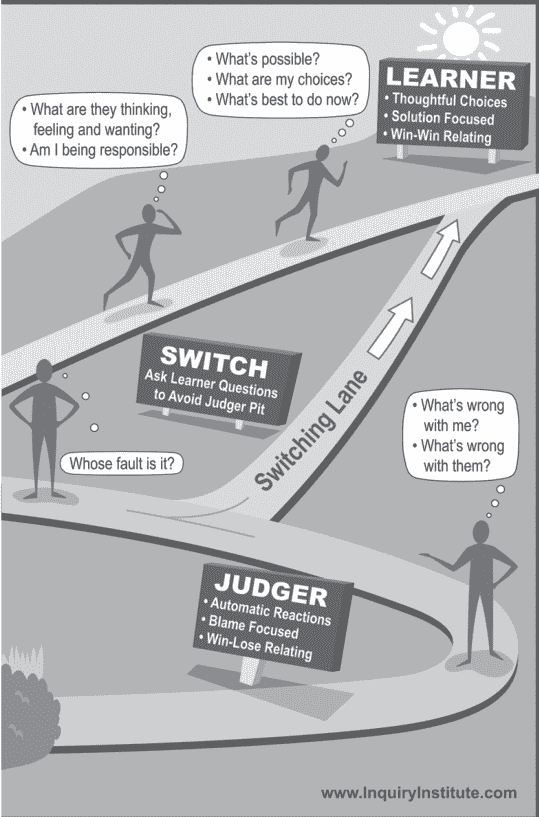 • What's possible?
• What are my choices?
• What's best to do now?
LEARNER
• Thoughtful Choices
• Solution Focused
• Win-Win Relating
• What are they thinking,
feeling and wanting?
• Am I being responsible?
SWITCH
Ask Learner Questions
to Avoid Judger Pit
Switching Lane
• What's wrong
with me?
• What's wrong
with them?
Whose fault is it?
JUDGER
• Automatic Reactions
• Blame Focused
• Win-Lose Relating
www.InquiryInstitute.com